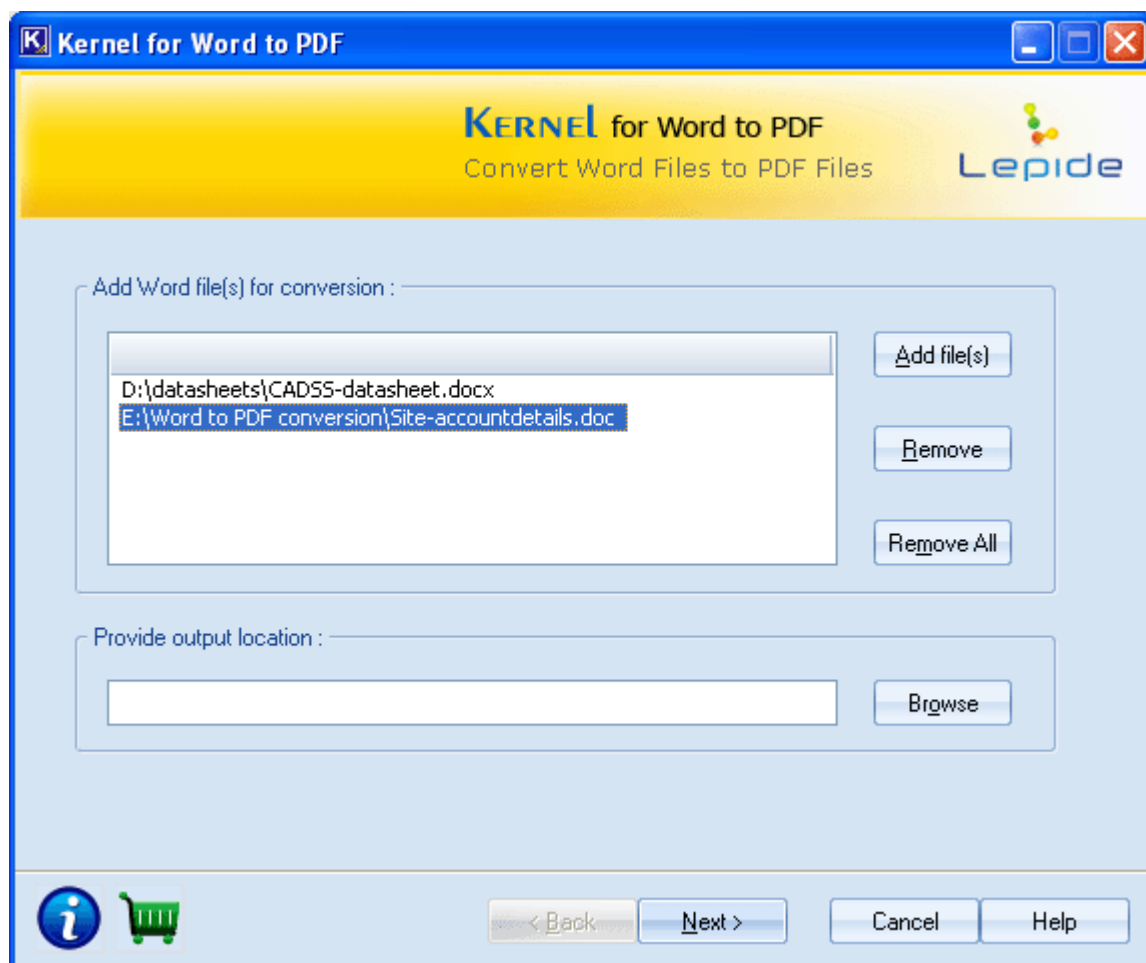 K Kernel for Word to PDF
KERNEL for Word to PDF
Convert Word Files to PDF Files
Lepide
Add Word file(s) for conversion :
D:\datasheets\CADSS-datasheet.docx
E:\Word to PDF conversion\Site-accountdetails.doc
Add file(s)
Remove
Remove All
Provide output location :
Browse
i
< Back
Next >
Cancel
Help